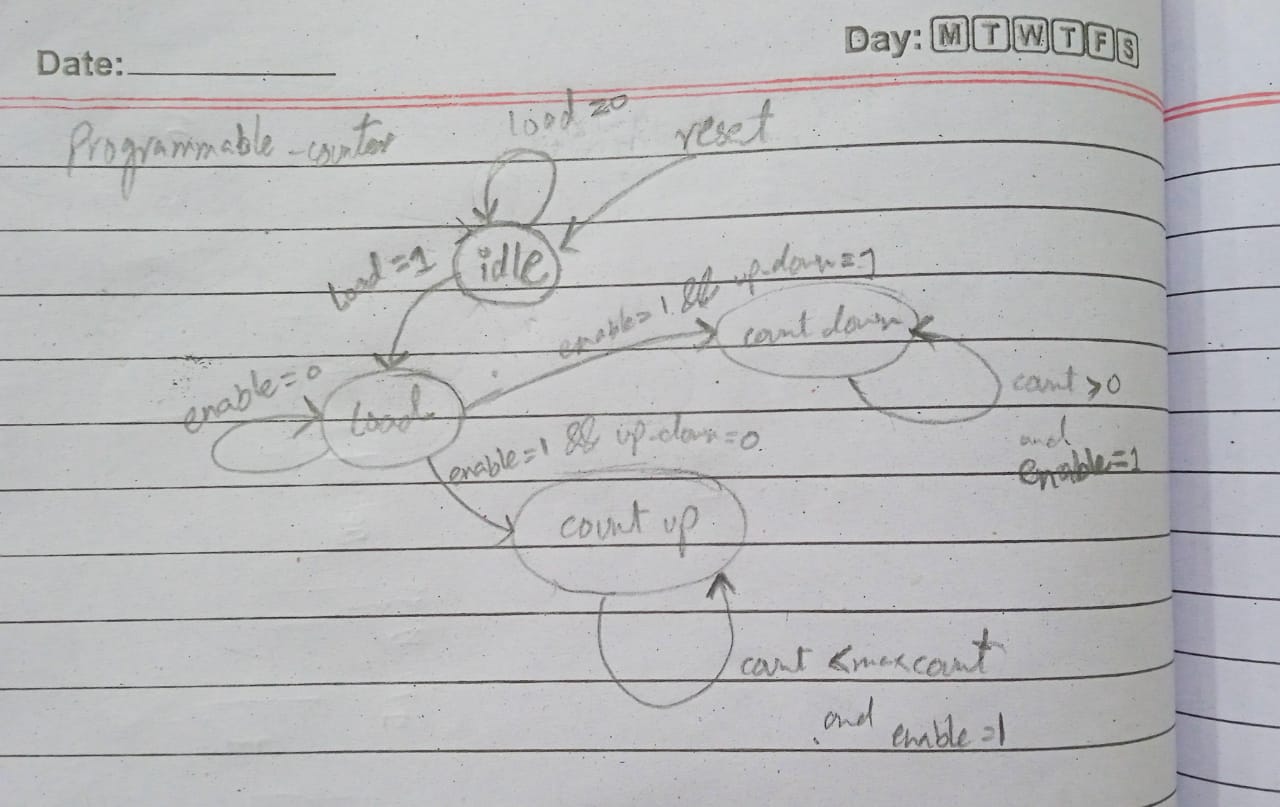 Date:
Day: M T W T F S
Programmable-counter
load=0
reset
load=1
idle
enable=1 && up-down=1
count down
enable=0
load
count>0
and
enable=1
enable=1 && up-down=0
count up
count <maxcount
and enable=1